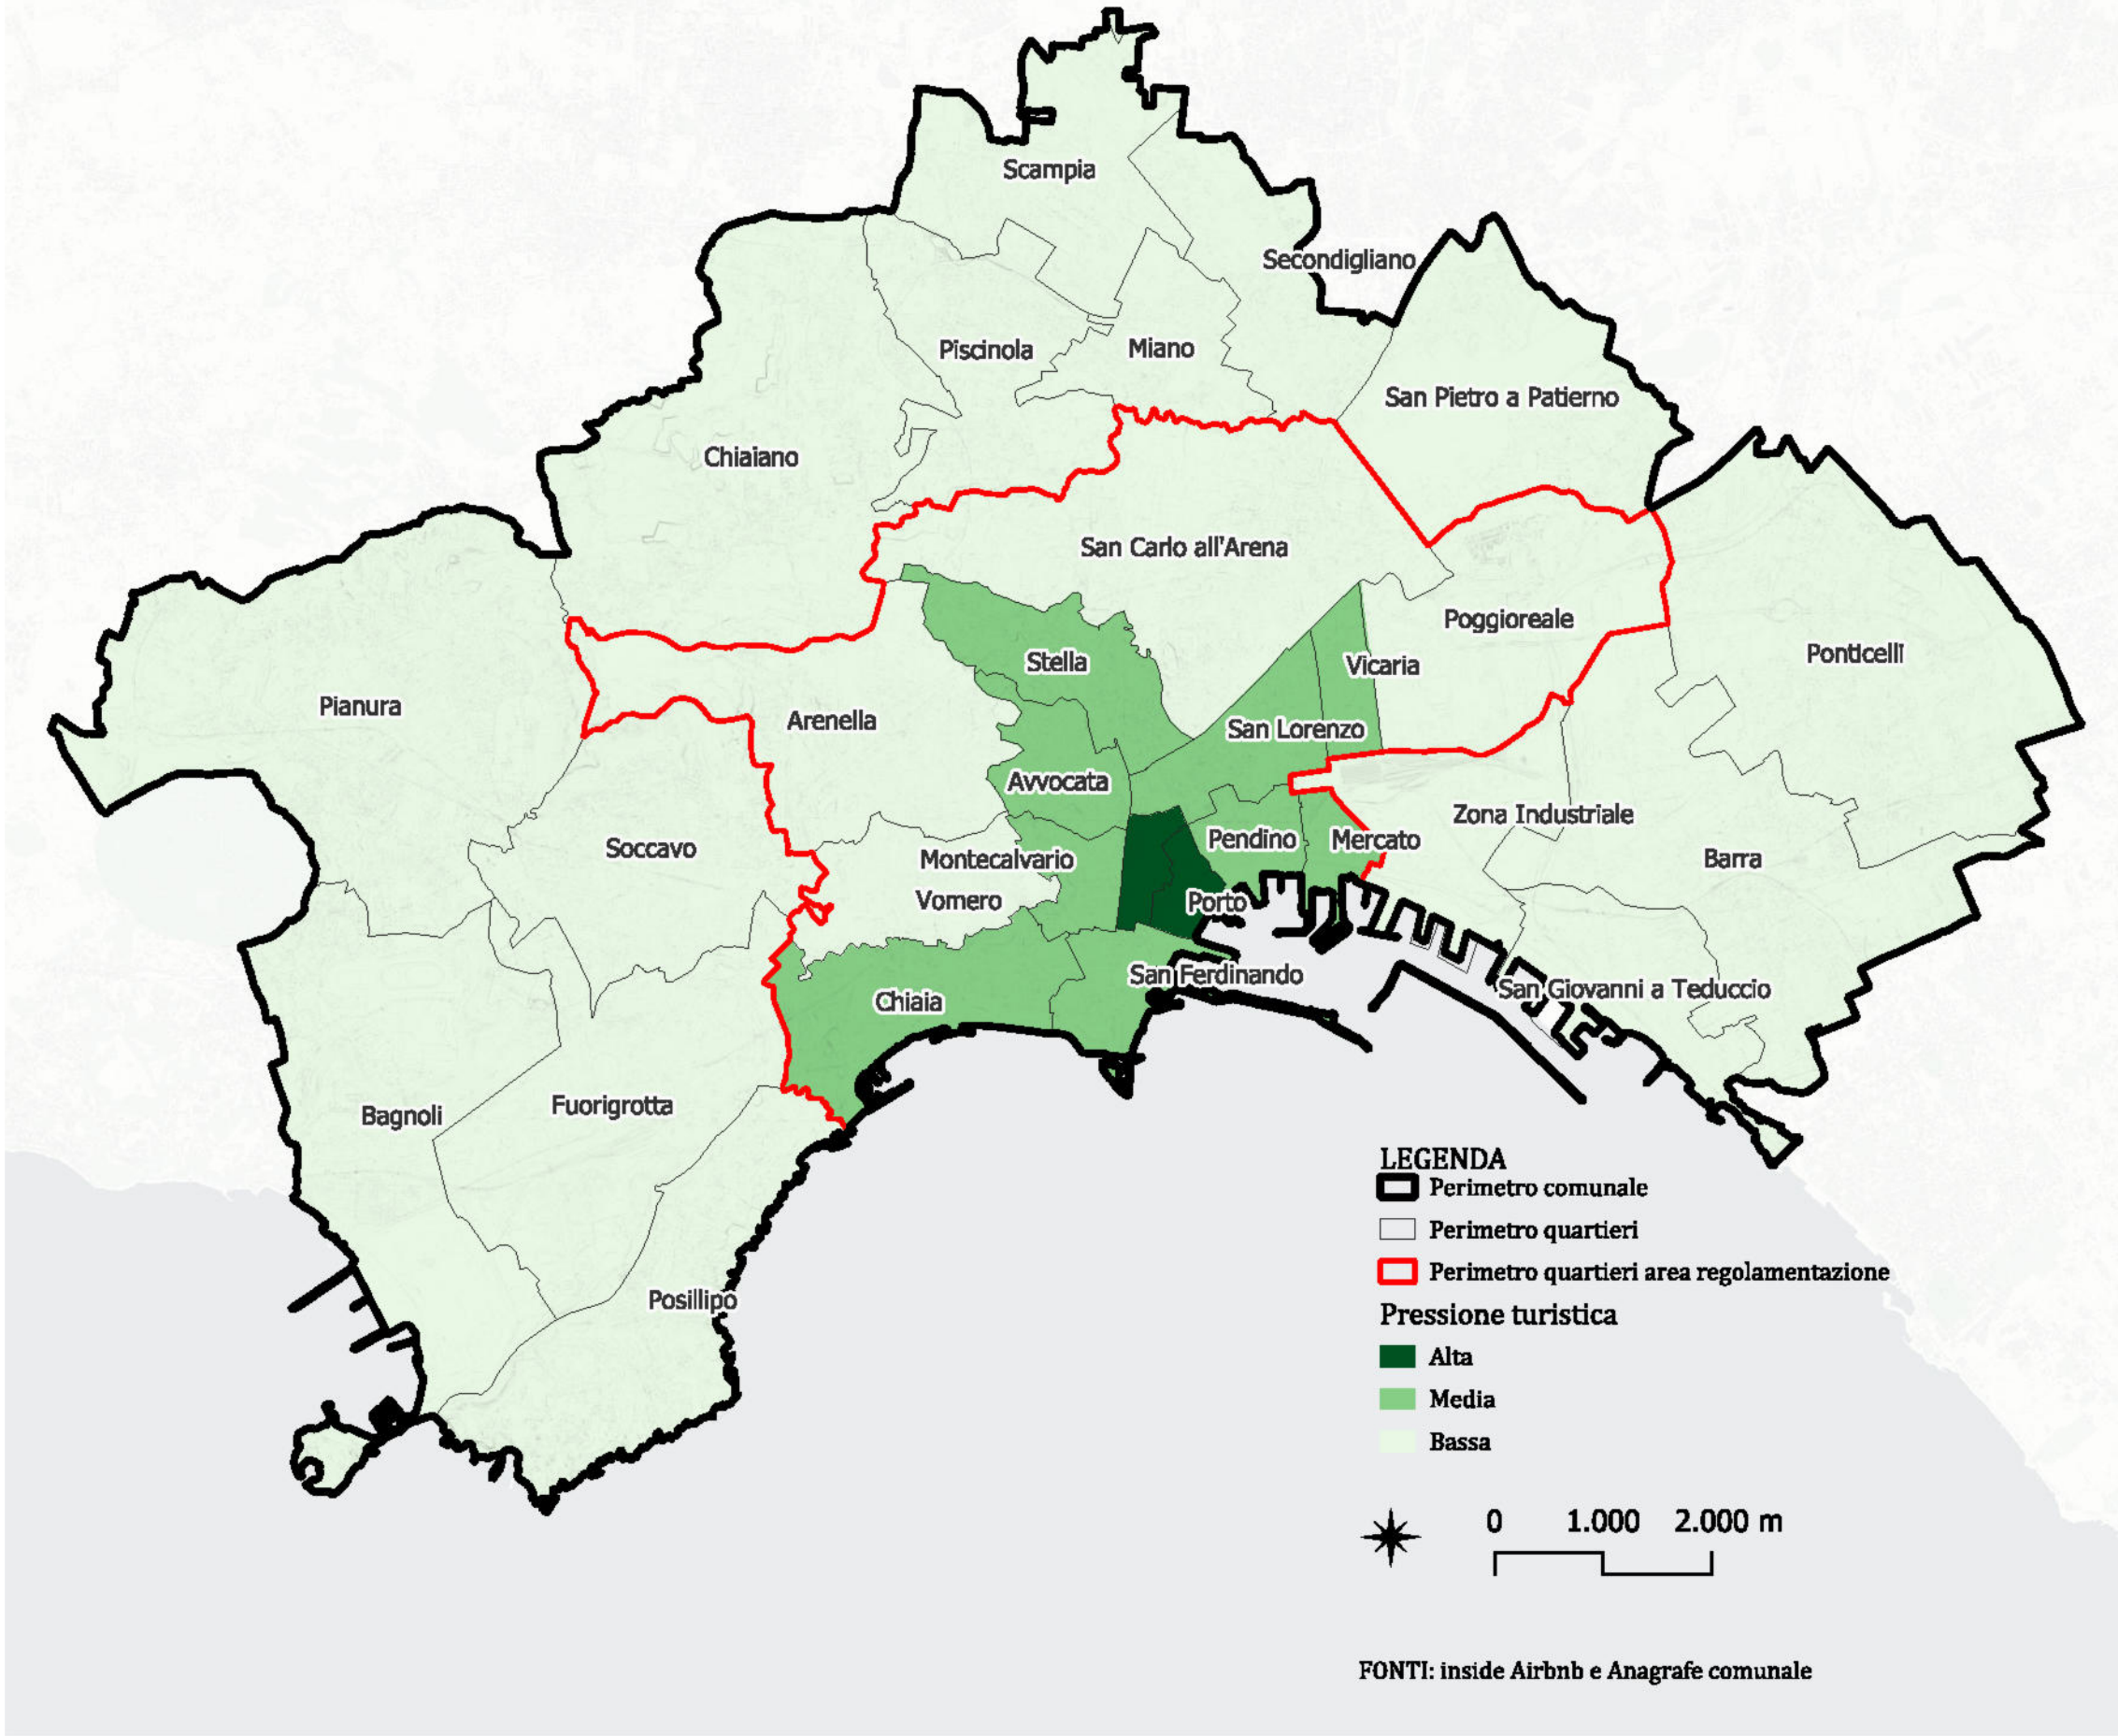 Scampia
Secondigliano
Piscinola
Miano
San Pietro a Patierno
Chiaiano
San Carlo all'Arena
Poggioreale
Ponticelli
Stella
Vicaria
Pianura
Arenella
San Lorenzo
Avvocata
Zona Industriale
Soccavo
Pendino
Mercato
Montecalvario
Barra
Vomero
Porto
San Ferdinando
Chiaia
San Giovanni a Teduccio
Bagnoli
Fuorigrotta
Posillipo
LEGENDA
Perimetro comunale
Perimetro quartieri
Perimetro quartieri area regolamentazione
Pressione turistica
Alta
Media
Bassa
0 1.000 2.000 m
FONTI: inside Airbnb e Anagrafe comunale